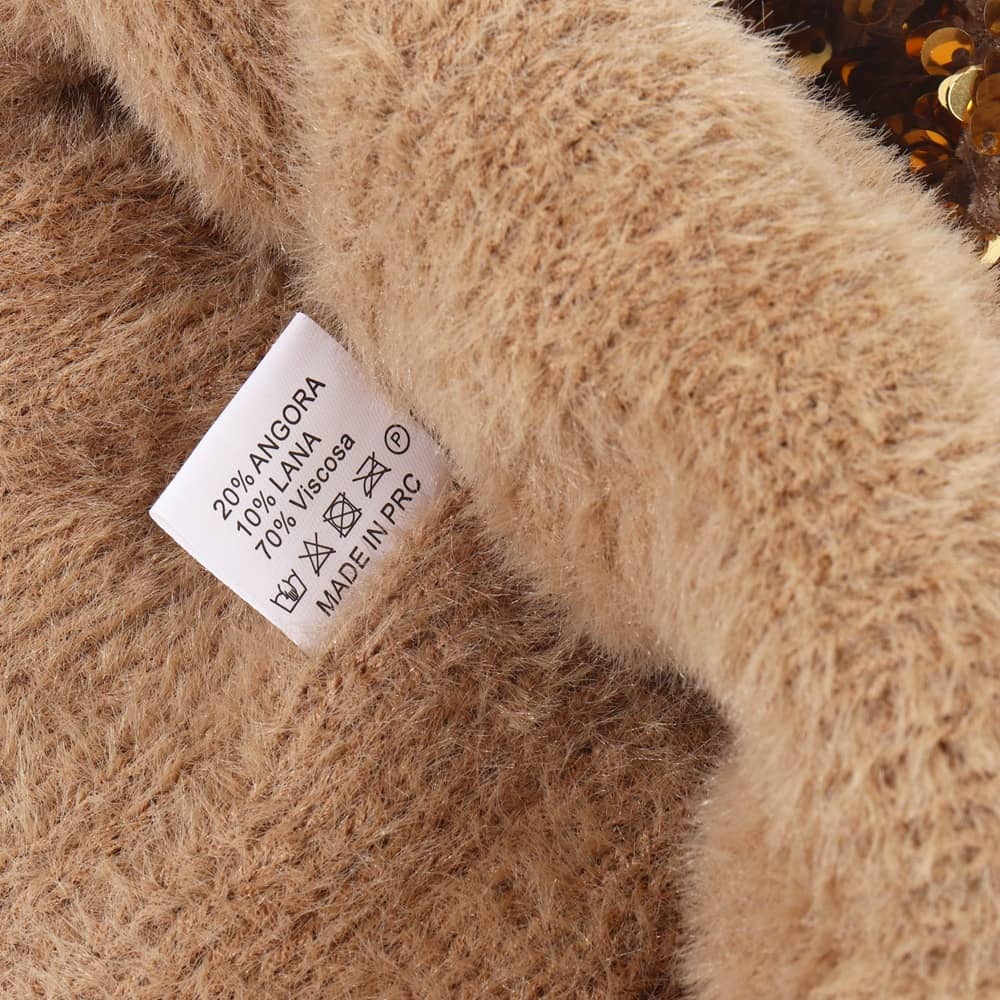 20% ANGORA
10% LANA
70% Viscosa
P
MADE IN PRC